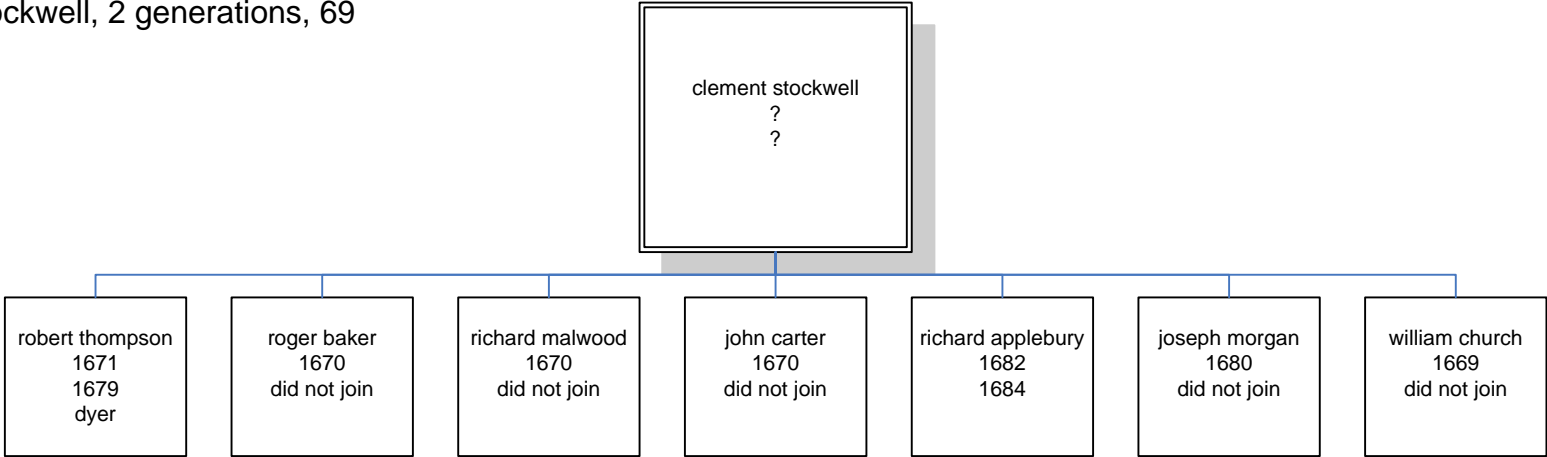 ockwell, 2 generations, 69
clement stockwell
?
?
robert thompson
1671
1679
dyer
roger baker
1670
did not join
richard malwood
1670
did not join
john carter
1670
did not join
richard applebury
1682
1684
joseph morgan
1680
did not join
william church
1669
did not join